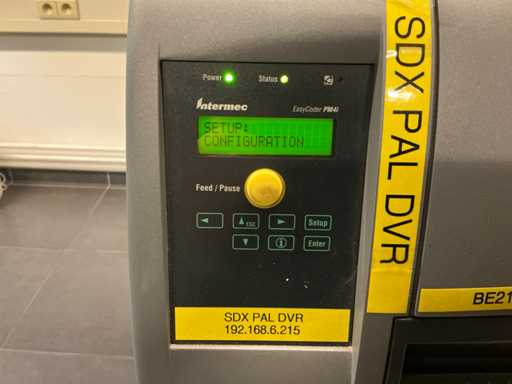 Power
Status
Intermec
EasyCoder PM4i
SETUP:
CONFIGURATION
Feed / Pause
ESC
Setup
Enter
SDX PAL DVR
192.168.6.215
SDX PAL DVR
BE21